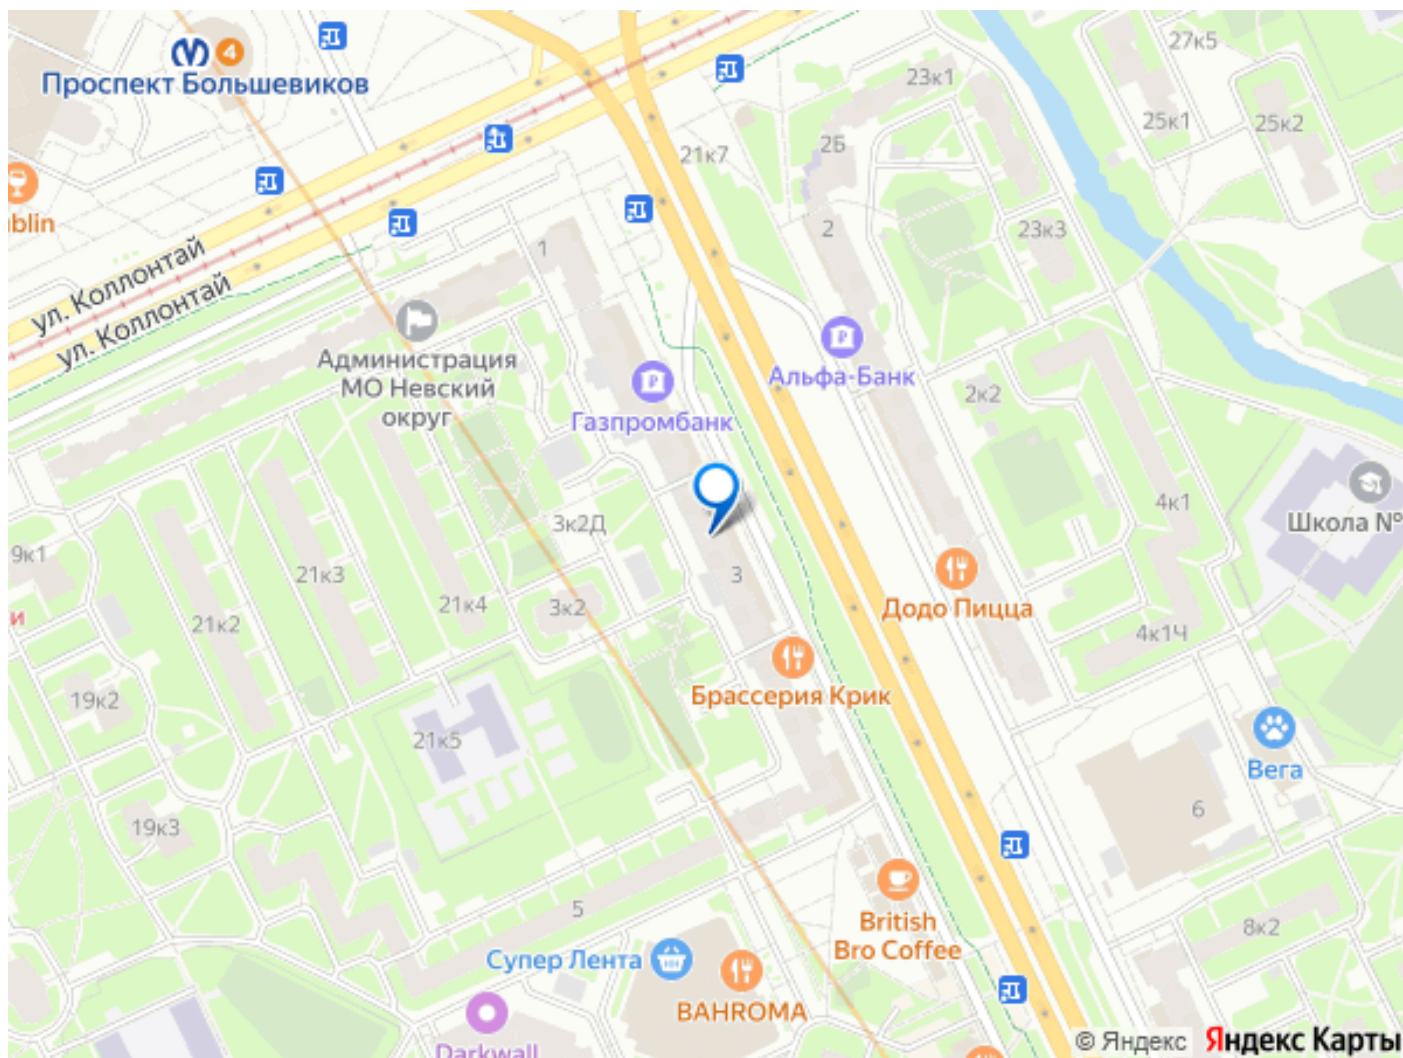 4
Проспект Большевиков
blin
ул. Коллонтай
ул. Коллонтай
1
Администрация
МО Невский
округ
Газпромбанк
21к7
2Б
23к1
27к5
25к1
25к2
2
23к3
Альфа-Банк
2к2
4к1
Школа №
3к2Д
9к1
21к3
21к2
21к4
3к2
3
Додо Пицца
4к1Ч
и
19к2
Брассерия Крик
21к5
Вега
6
19к3
5
British
Bro Coffee
8к2
Супер Лента
BAHROMA
Darkwall
© Яндекс Яндекс Карты